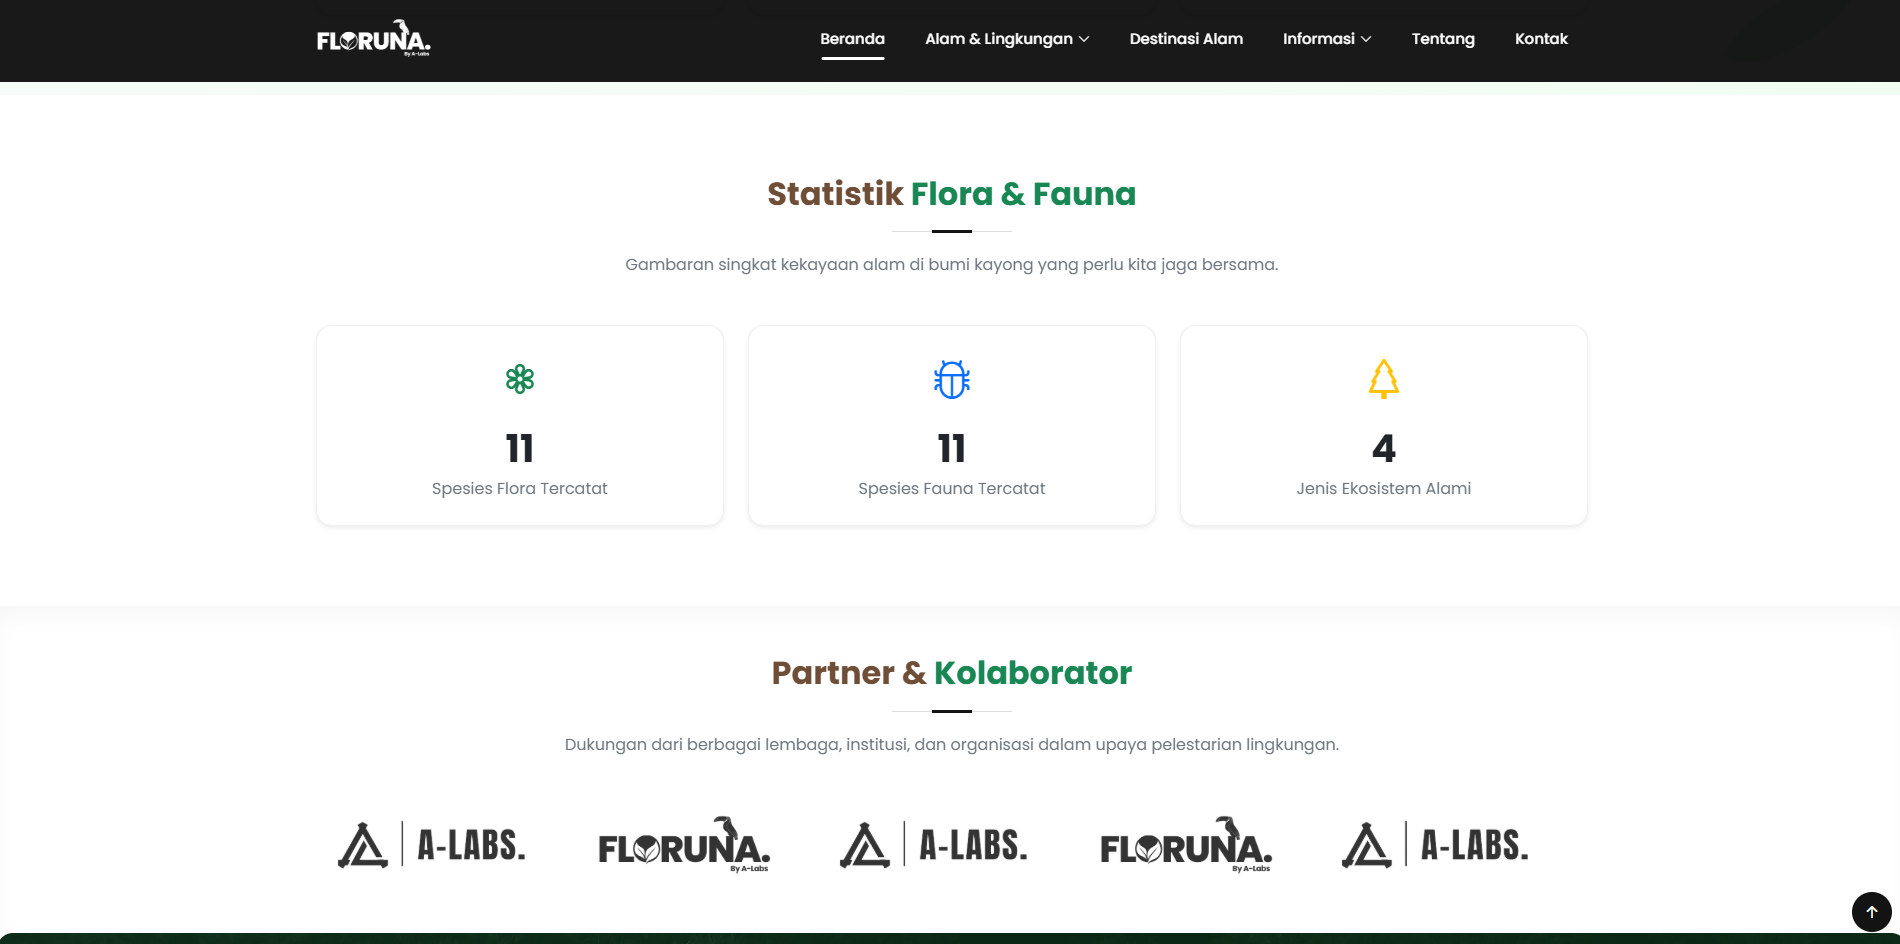 FLORUNA.
By A-Labs
Beranda
Alam & Lingkungan
Destinasi Alam
Informasi
Tentang
Kontak
Statistik Flora & Fauna
Gambaran singkat kekayaan alam di bumi kayong yang perlu kita jaga bersama.
11
Spesies Flora Tercatat
11
Spesies Fauna Tercatat
4
Jenis Ekosistem Alami
Partner & Kolaborator
Dukungan dari berbagai lembaga, institusi, dan organisasi dalam upaya pelestarian lingkungan.
A-LABS.
FLORUNA.
By A-Labs
A-LABS.
FLORUNA.
By A-Labs
A-LABS.